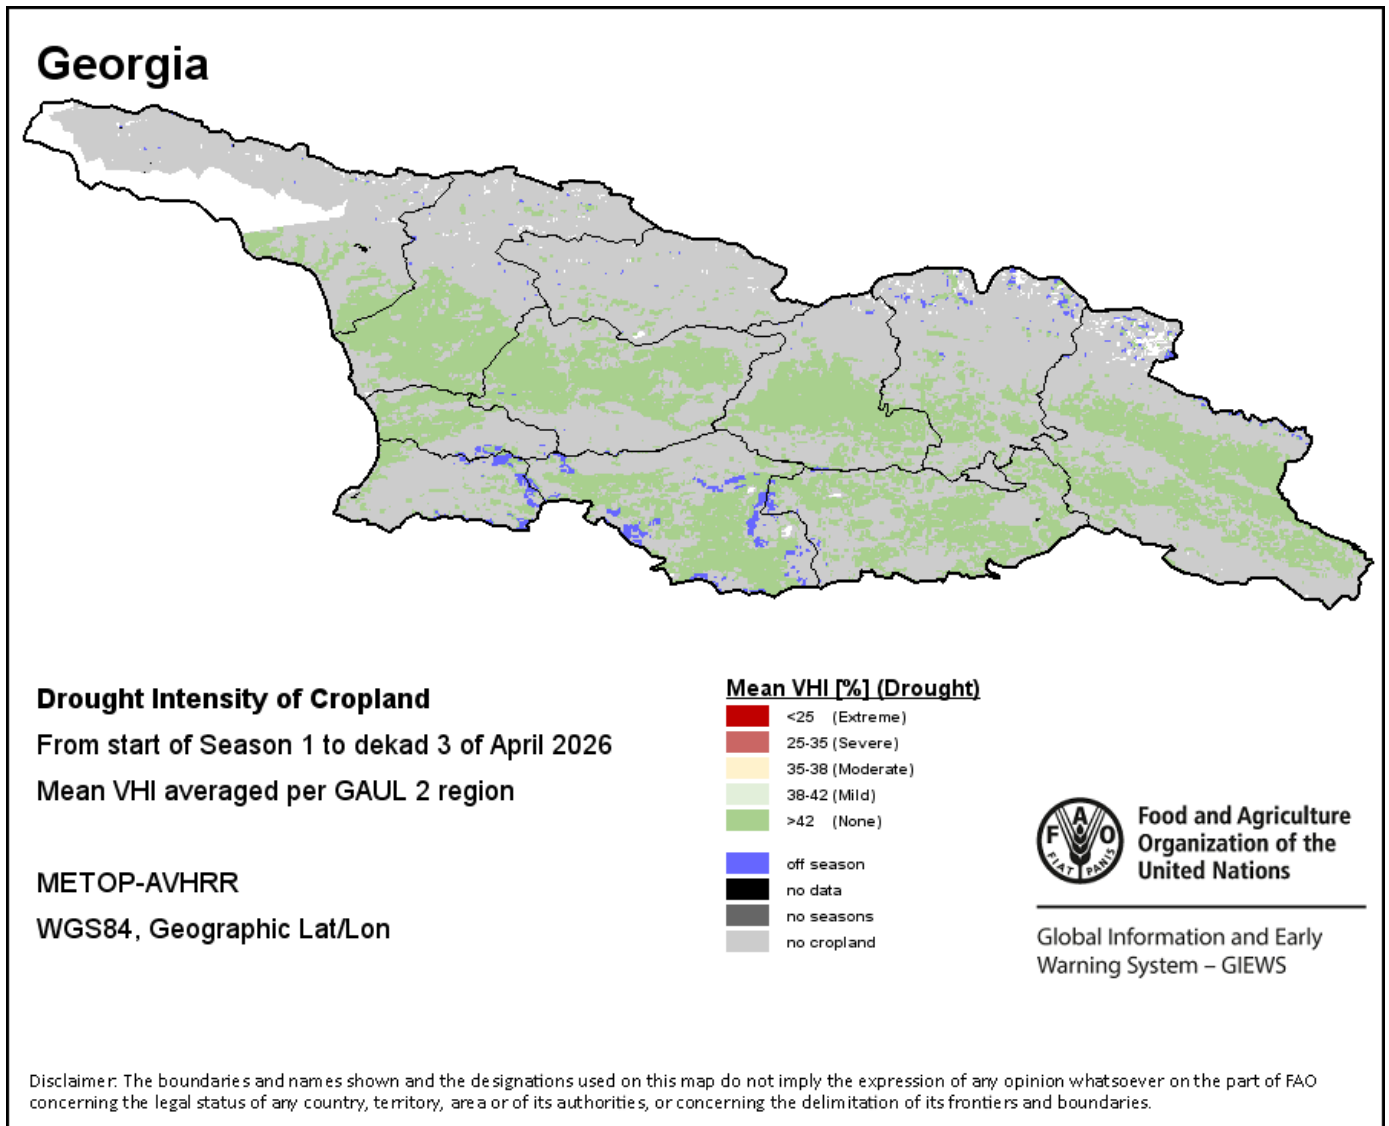 Georgia
Drought Intensity of Cropland
From start of Season 1 to dekad 3 of April 2026
Mean VHI averaged per GAUL 2 region
METOP-AVHRR
WGS84, Geographic Lat/Lon
Mean VHI [%] (Drought)
<25 (Extreme)
25-35 (Severe)
35-38 (Moderate)
38-42 (Mild)
>42 (None)
off season
no data
no seasons
no cropland
F A O
FIAT PANIS
Food and Agriculture
Organization of the
United Nations
Global Information and Early
Warning System – GIEWS
Disclaimer: The boundaries and names shown and the designations used on this map do not imply the expression of any opinion whatsoever on the part of FAO
concerning the legal status of any country, territory, area or of its authorities, or concerning the delimitation of its frontiers and boundaries.